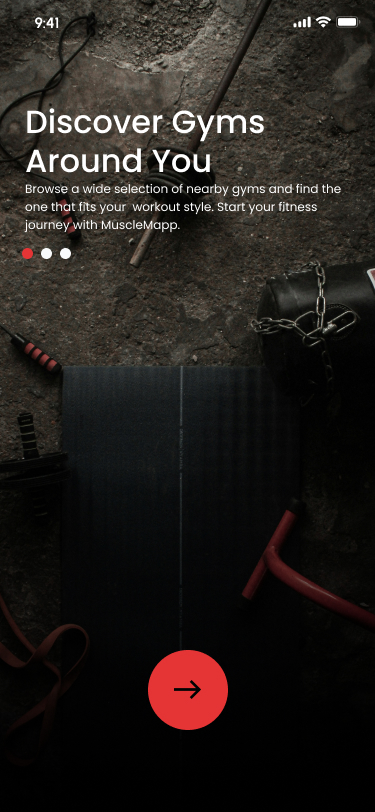 9:41
Discover Gyms
Around You
Browse a wide selection of nearby gyms and find the
one that fits your  workout style. Start your fitness
journey with MuscleMapp.